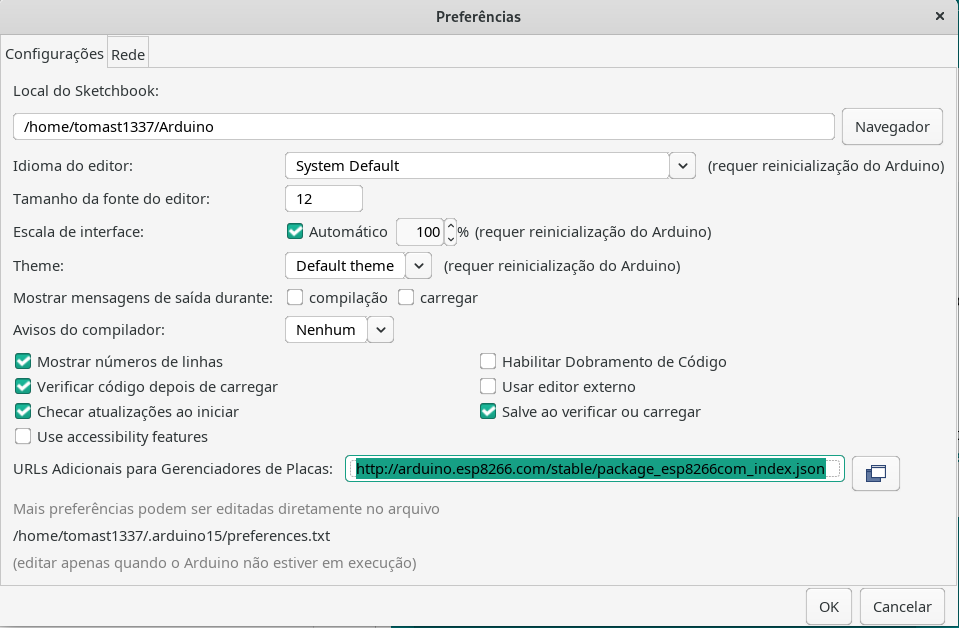 Preferências
Configurações Rede
Local do Sketchbook:
/home/tomast1337/Arduino Navegador
Idioma do editor: System Default (requer reinicialização do Arduino)
Tamanho da fonte do editor: 12
Escala de interface: Automático 100 % (requer reinicialização do Arduino)
Theme: Default theme (requer reinicialização do Arduino)
Mostrar mensagens de saída durante: compilação carregar
Avisos do compilador: Nenhum
Mostrar números de linhas Habilitar Dobramento de Código
Verificar código depois de carregar Usar editor externo
Checar atualizações ao iniciar Salve ao verificar ou carregar
Use accessibility features
URLs Adicionais para Gerenciadores de Placas: http://arduino.esp8266.com/stable/package_esp8266com_index.json
Mais preferências podem ser editadas diretamente no arquivo
/home/tomast1337/.arduino15/preferences.txt
(editar apenas quando o Arduino não estiver em execução)
OK Cancelar